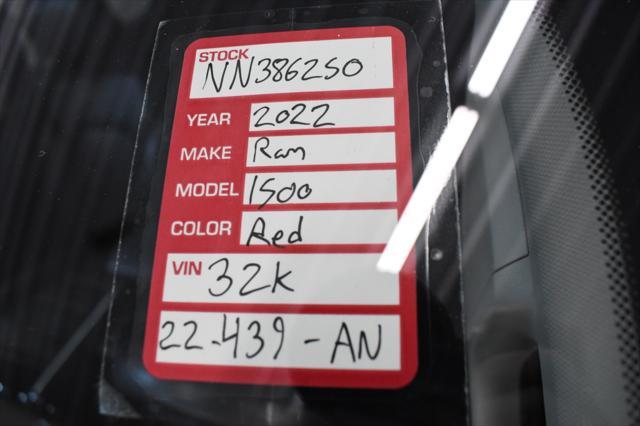 STOCK
NN386250
YEAR 2022
MAKE Ram
MODEL 1500
COLOR Red
VIN 32K
22-439-AN